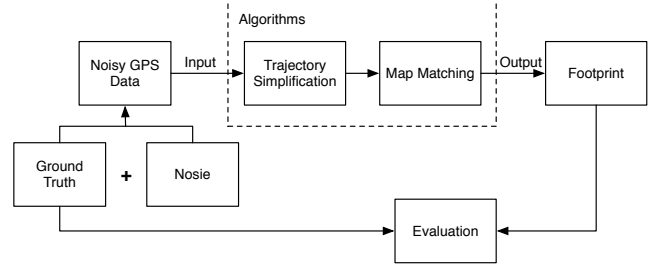 Algorithms
Noisy GPS
Data
Input
Trajectory
Simplification
Map Matching
Output
Footprint
Ground
Truth
+
Nosie
Evaluation